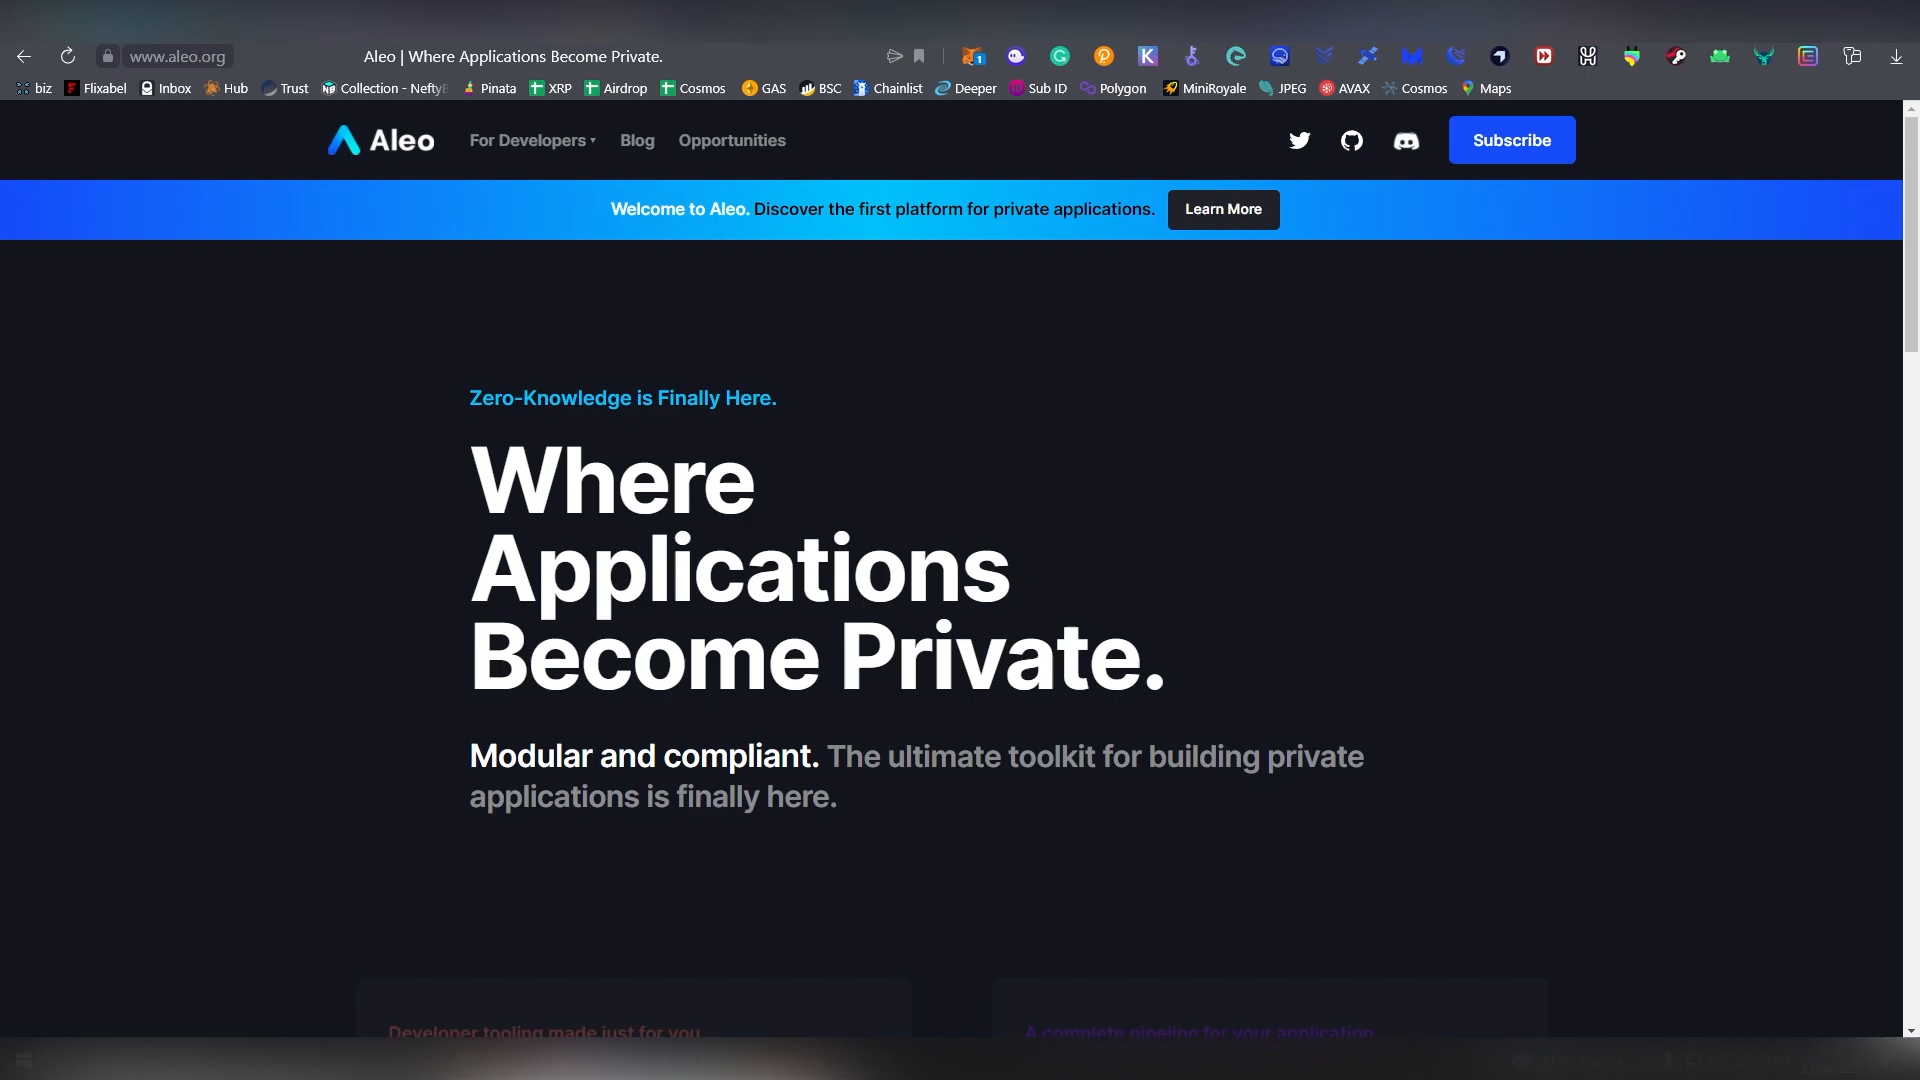 www.aleo.org
Aleo | Where Applications Become Private.
biz Flixabel Inbox Hub Trust Collection - Nefty Pinata XRP Airdrop Cosmos GAS BSC Chainlist Deeper Sub ID Polygon MiniRoyale JPEG AVAX Cosmos Maps
Aleo For Developers Blog Opportunities Subscribe
Welcome to Aleo. Discover the first platform for private applications. Learn More
Zero-Knowledge is Finally Here.
Where
Applications
Become Private.
Modular and compliant. The ultimate toolkit for building private
applications is finally here.
Developer tooling made just for you
A complete pipeline for your application